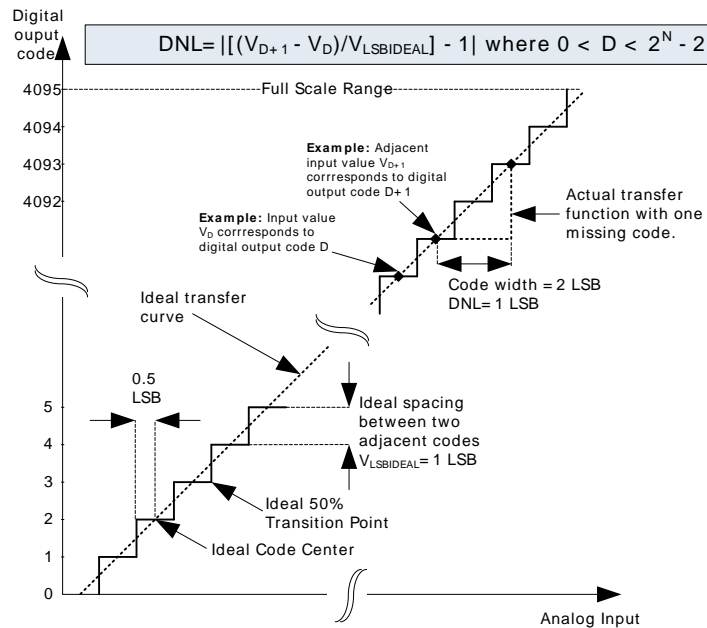 Digital
ouput
code
DNL= |[(VD+1 - VD)/VLSBIDEAL] - 1| where 0 < D < 2^N - 2
4095
Full Scale Range
4094
4093
4092
Example: Adjacent
input value VD+1
corrresponds to digital
output code D+1
Example: Input value
VD corrresponds to
digital output code D
Actual transfer
function with one
missing code.
Code width = 2 LSB
DNL= 1 LSB
Ideal transfer
curve
0.5
LSB
5
4
3
2
1
0
Ideal spacing
between two
adjacent codes
VLSBIDEAL= 1 LSB
Ideal 50%
Transition Point
Ideal Code Center
Analog Input